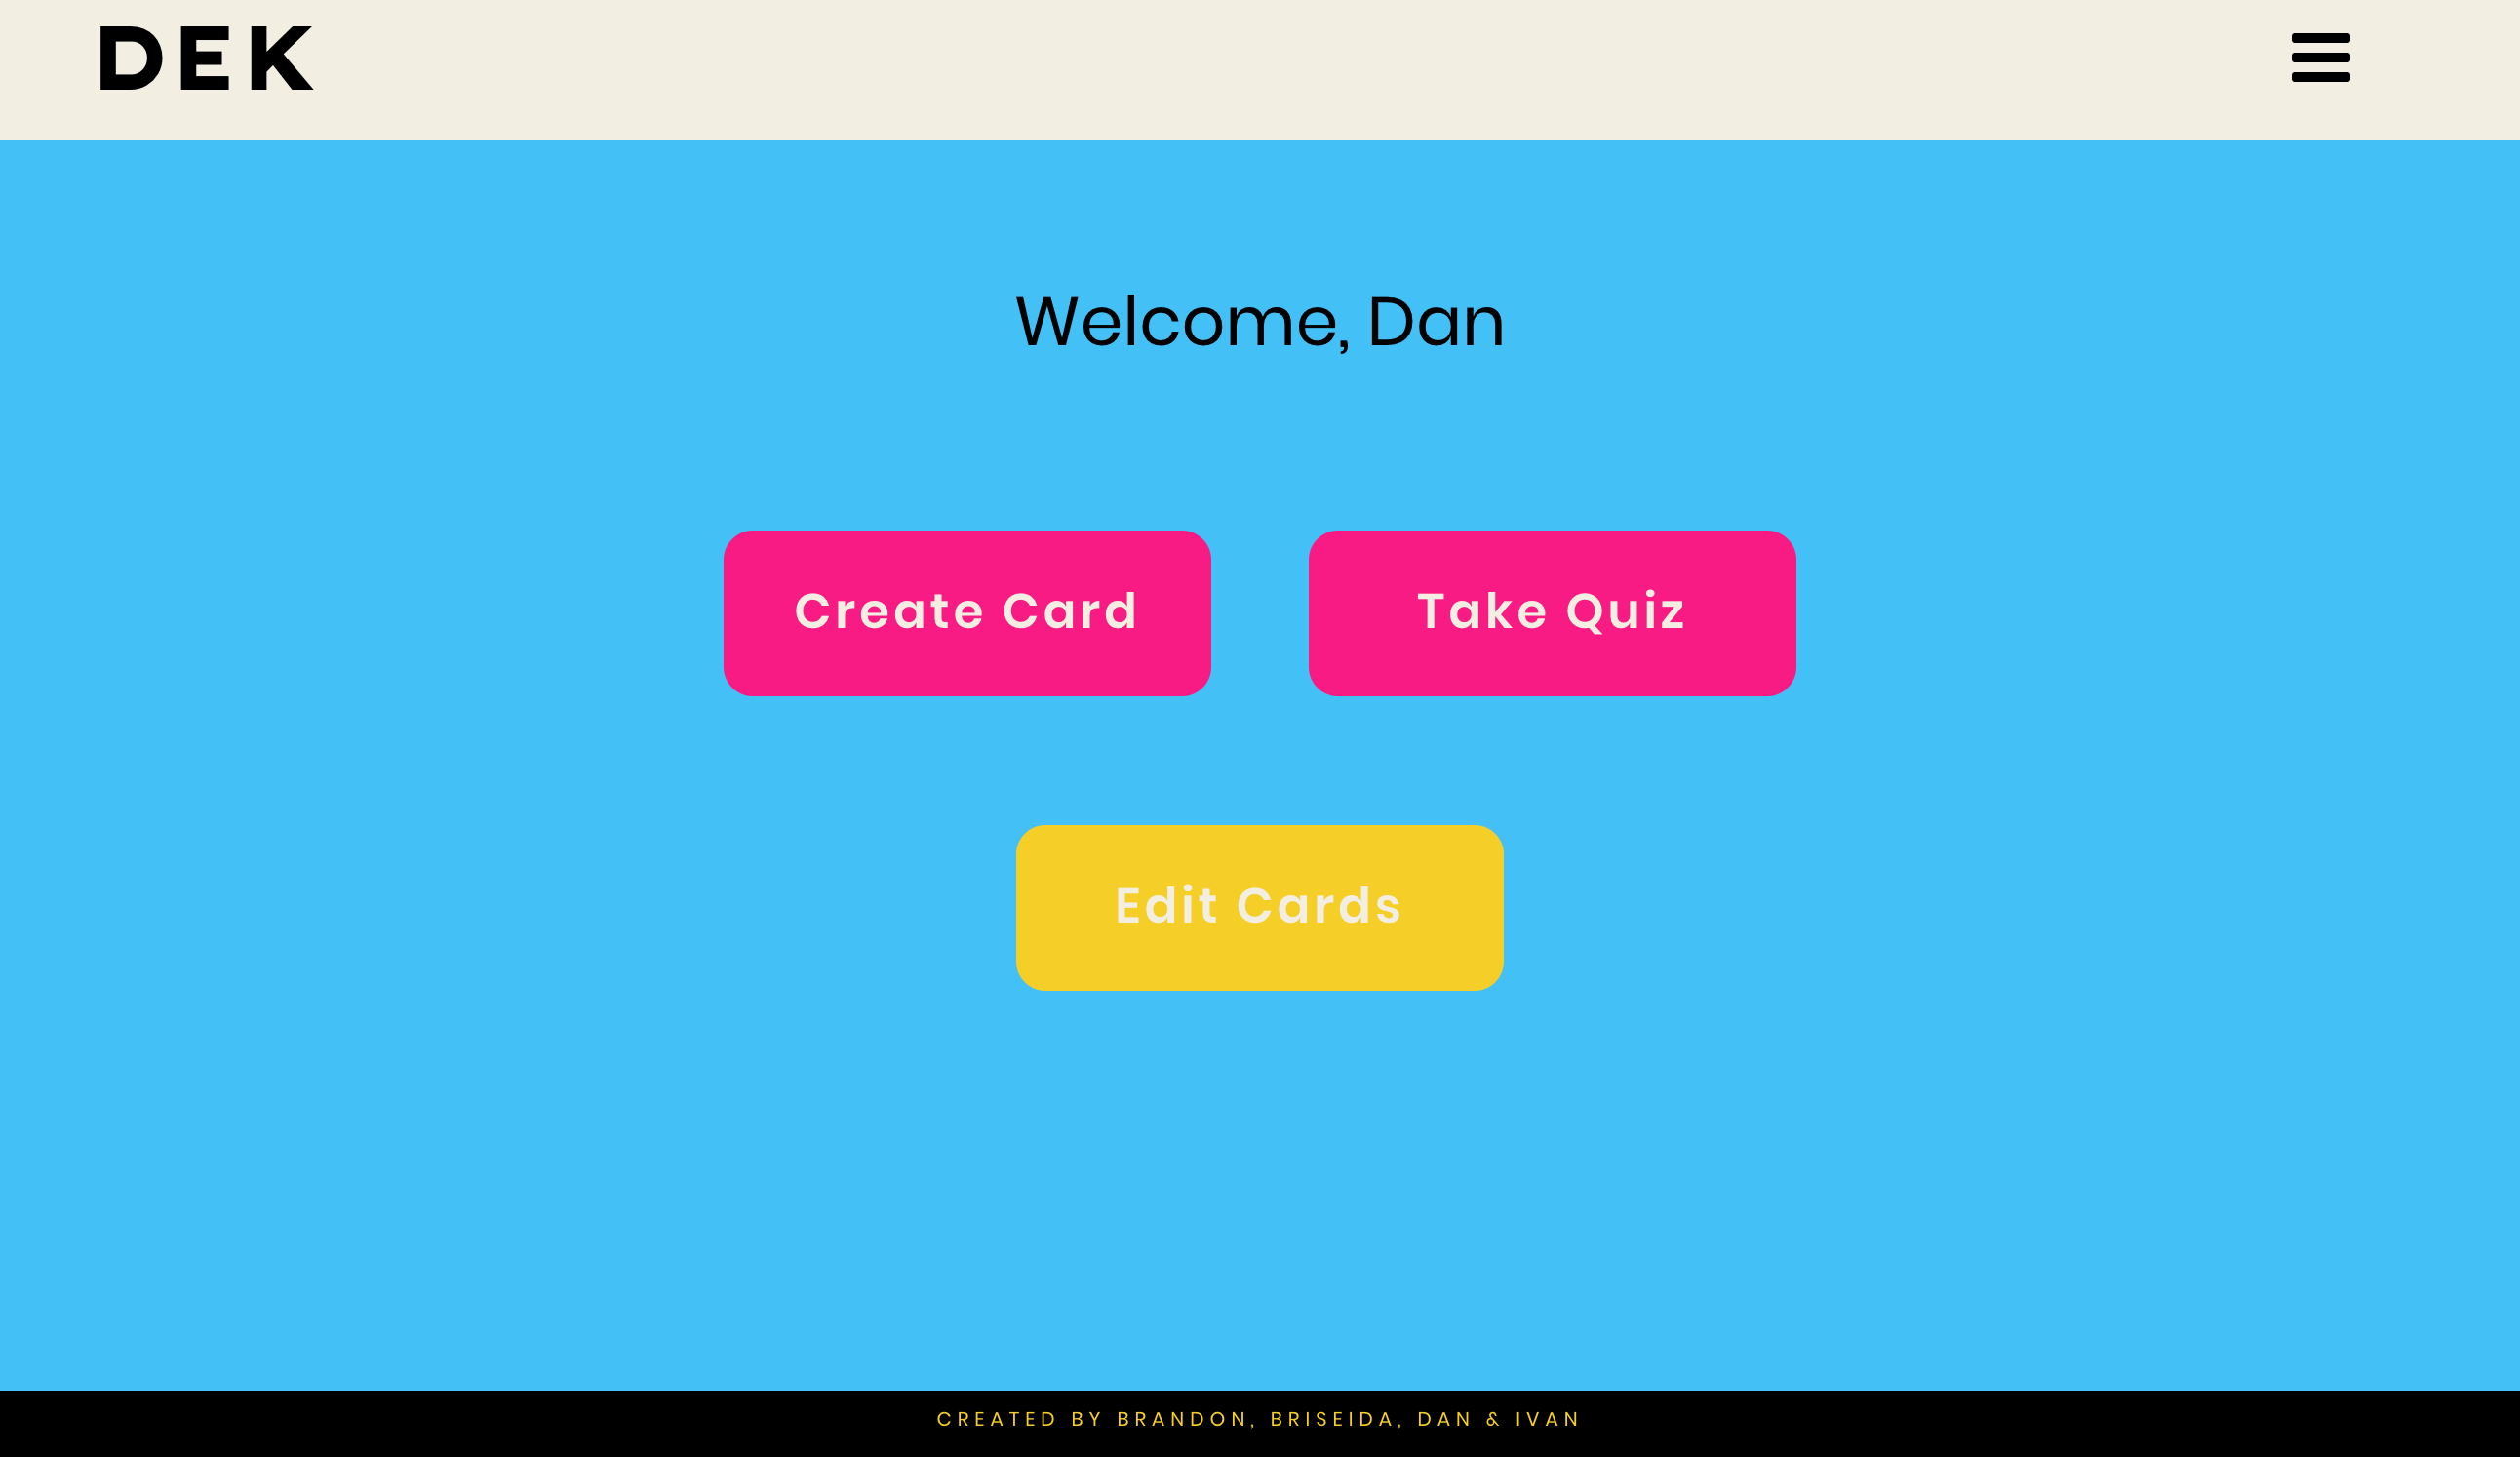 DEK
Welcome, Dan
Create Card
Take Quiz
Edit Cards
CREATED BY BRANDON, BRISEIDA, DAN & IVAN